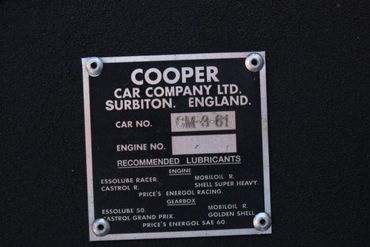 COOPER
CAR COMPANY LTD.
SURBITON. ENGLAND.
CAR NO. CM-3-61
ENGINE NO.
RECOMMENDED LUBRICANTS
ENGINE
ESSOLUBE RACER. MOBILOIL R.
CASTROL R. SHELL SUPER HEAVY.
PRICE'S ENERGOL RACING.
GEARBOX
ESSOLUBE 50. MOBILOIL R.
CASTROL GRAND PRIX. GOLDEN SHELL
PRICE'S ENERGOL SAE 60.